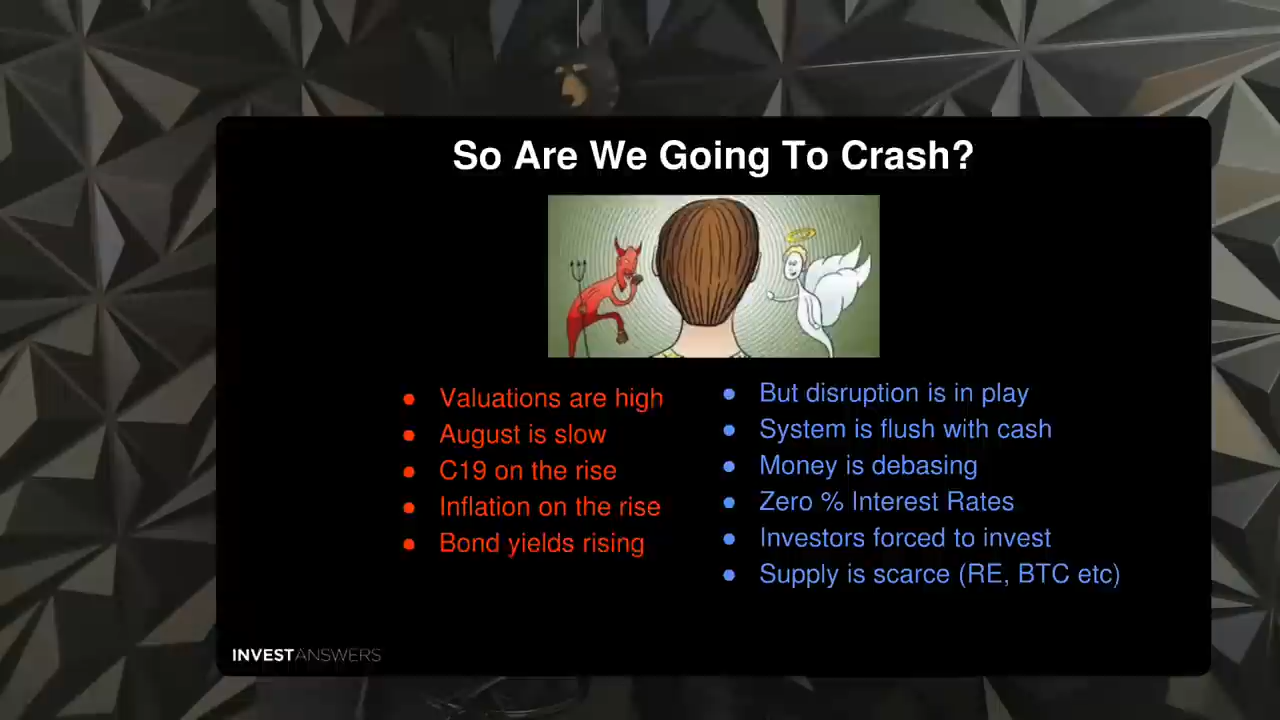 So Are We Going To Crash?
Valuations are high
August is slow
C19 on the rise
Inflation on the rise
Bond yields rising
But disruption is in play
System is flush with cash
Money is debasing
Zero % Interest Rates
Investors forced to invest
Supply is scarce (RE, BTC etc)
INVESTANSWERS